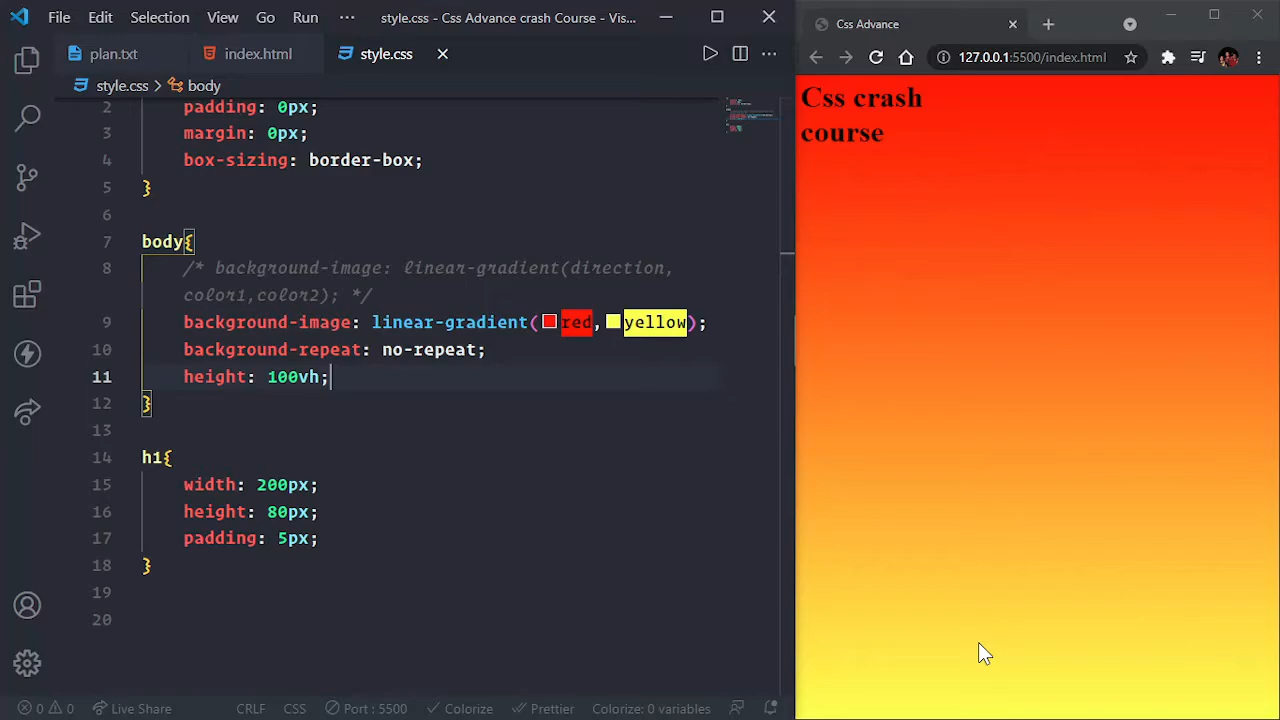 File Edit Selection View Go Run ··· style.css - Css Advance crash Course - Vis...
plan.txt index.html style.css
style.css > body
2 padding: 0px;
3 margin: 0px;
4 box-sizing: border-box;
5 }
6
7 body{
8 /* background-image: linear-gradient(direction,
color1,color2); */
9 background-image: linear-gradient(red,yellow);
10 background-repeat: no-repeat;
11 height: 100vh;
12 }
13
14 h1{
15 width: 200px;
16 height: 80px;
17 padding: 5px;
18 }
19
20
0 0 Live Share CRLF CSS Port : 5500 Colorize Prettier Colorize: 0 variables
Css Advance
127.0.0.1:5500/index.html
Css crash
course